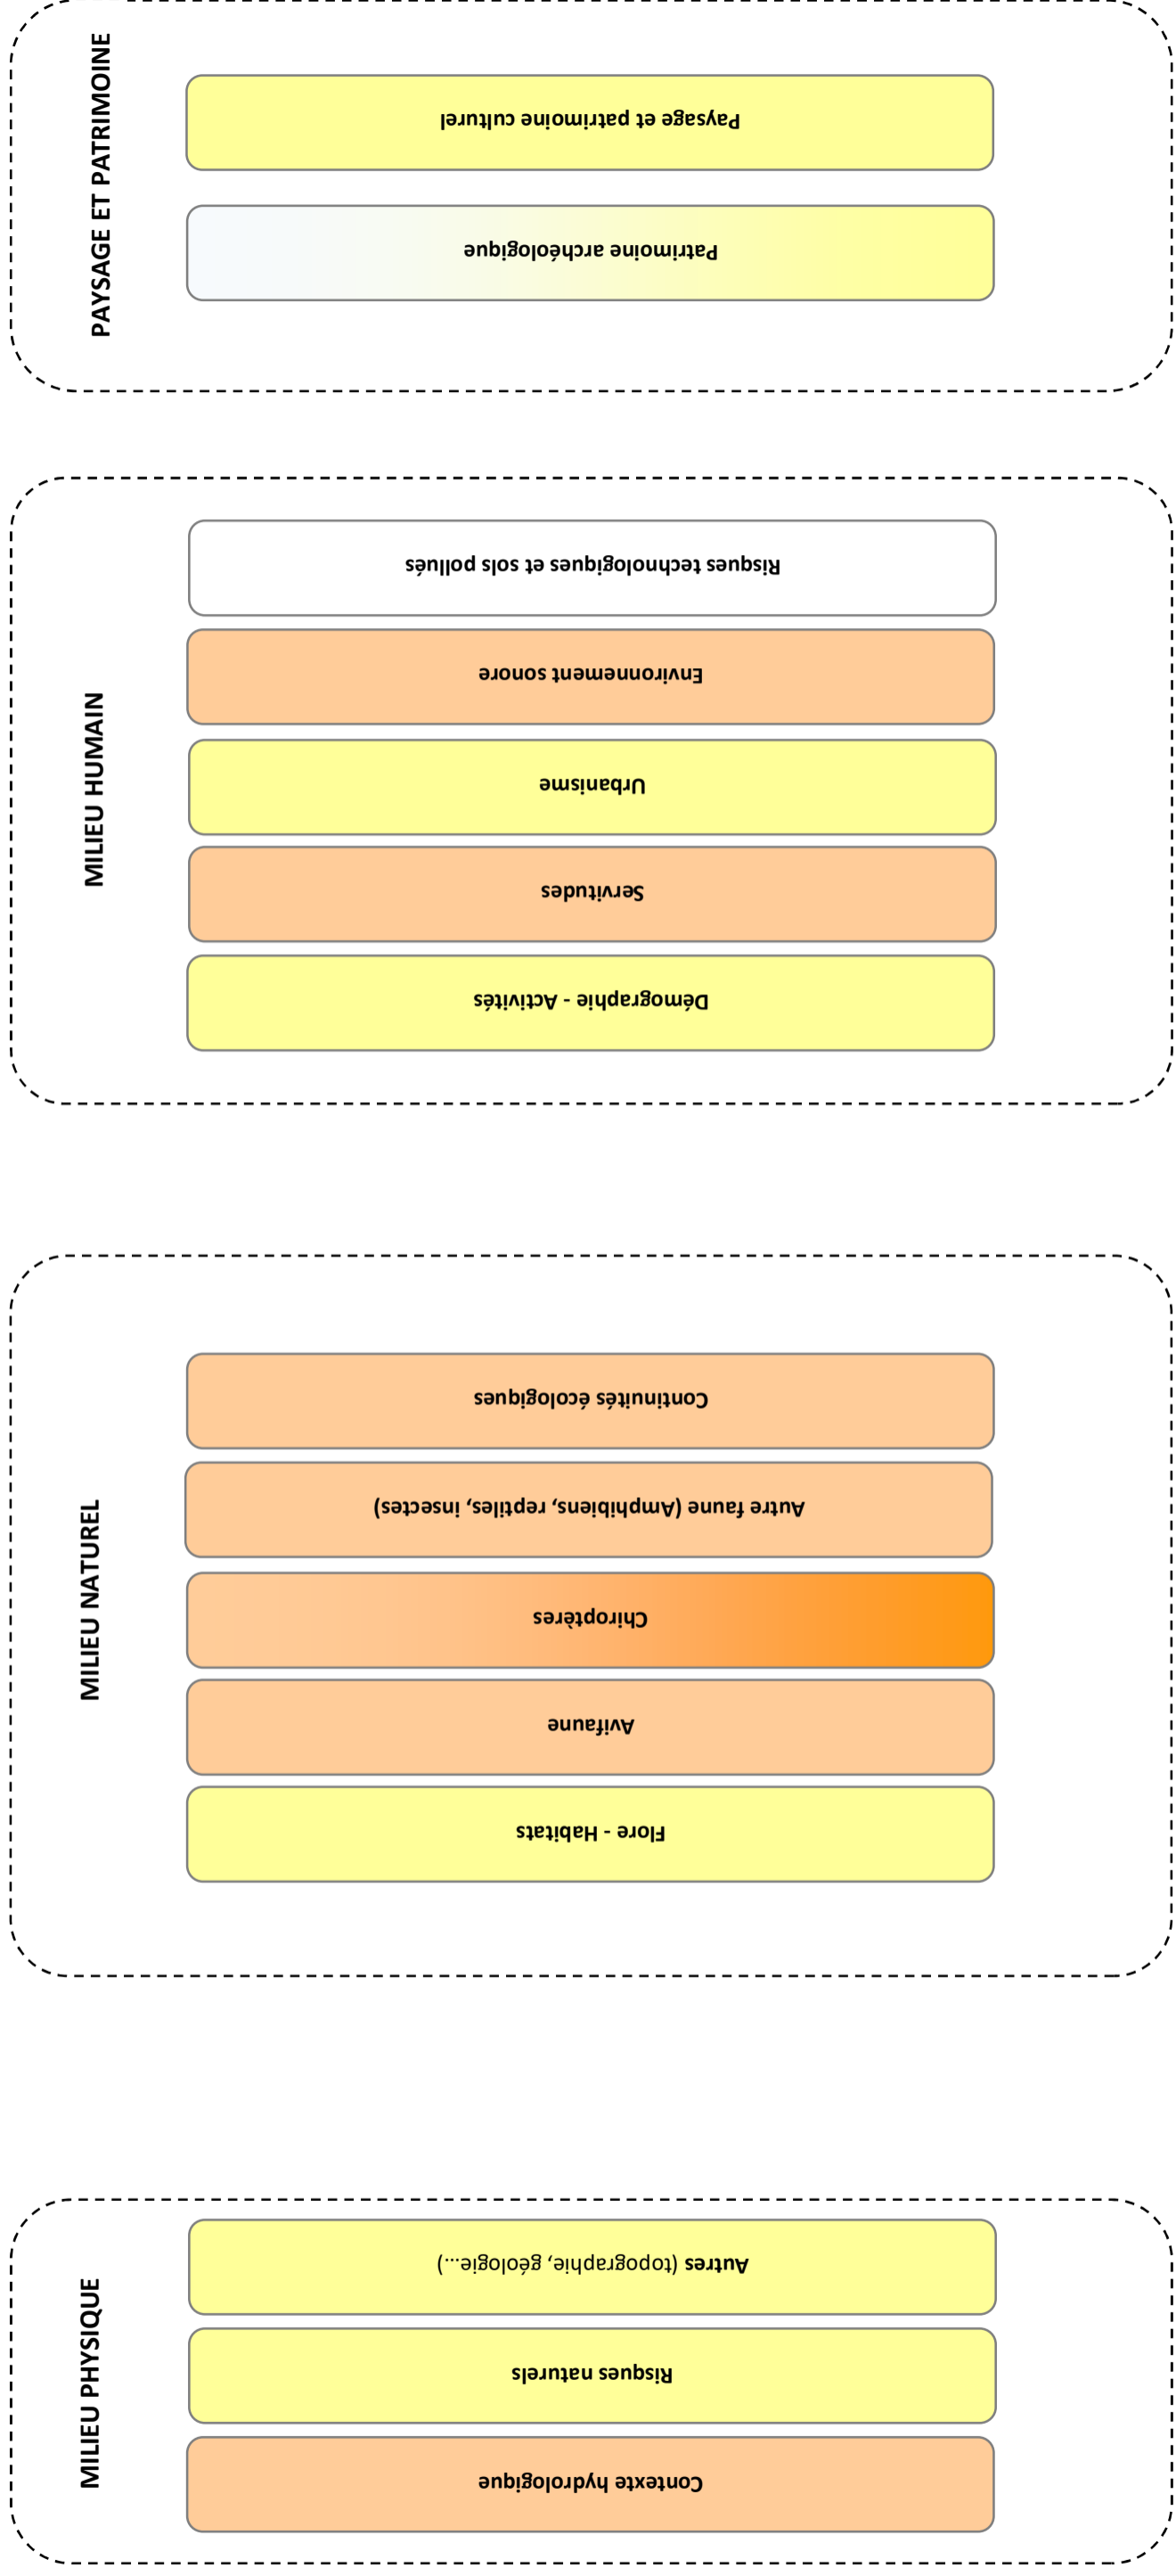 PAYSAGE ET PATRIMOINE
Paysage et patrimoine culturel
Patrimoine archéologique
MILIEU HUMAIN
Risques technologiques et sols pollués
Environnement sonore
Urbanisme
Servitudes
Démographie - Activités
MILIEU NATUREL
Continuités écologiques
Autre faune (Amphibiens, reptiles, insectes)
Chiroptères
Avifaune
Flore - Habitats
MILIEU PHYSIQUE
Autres (topographie, géologie...)
Risques naturels
Contexte hydrologique